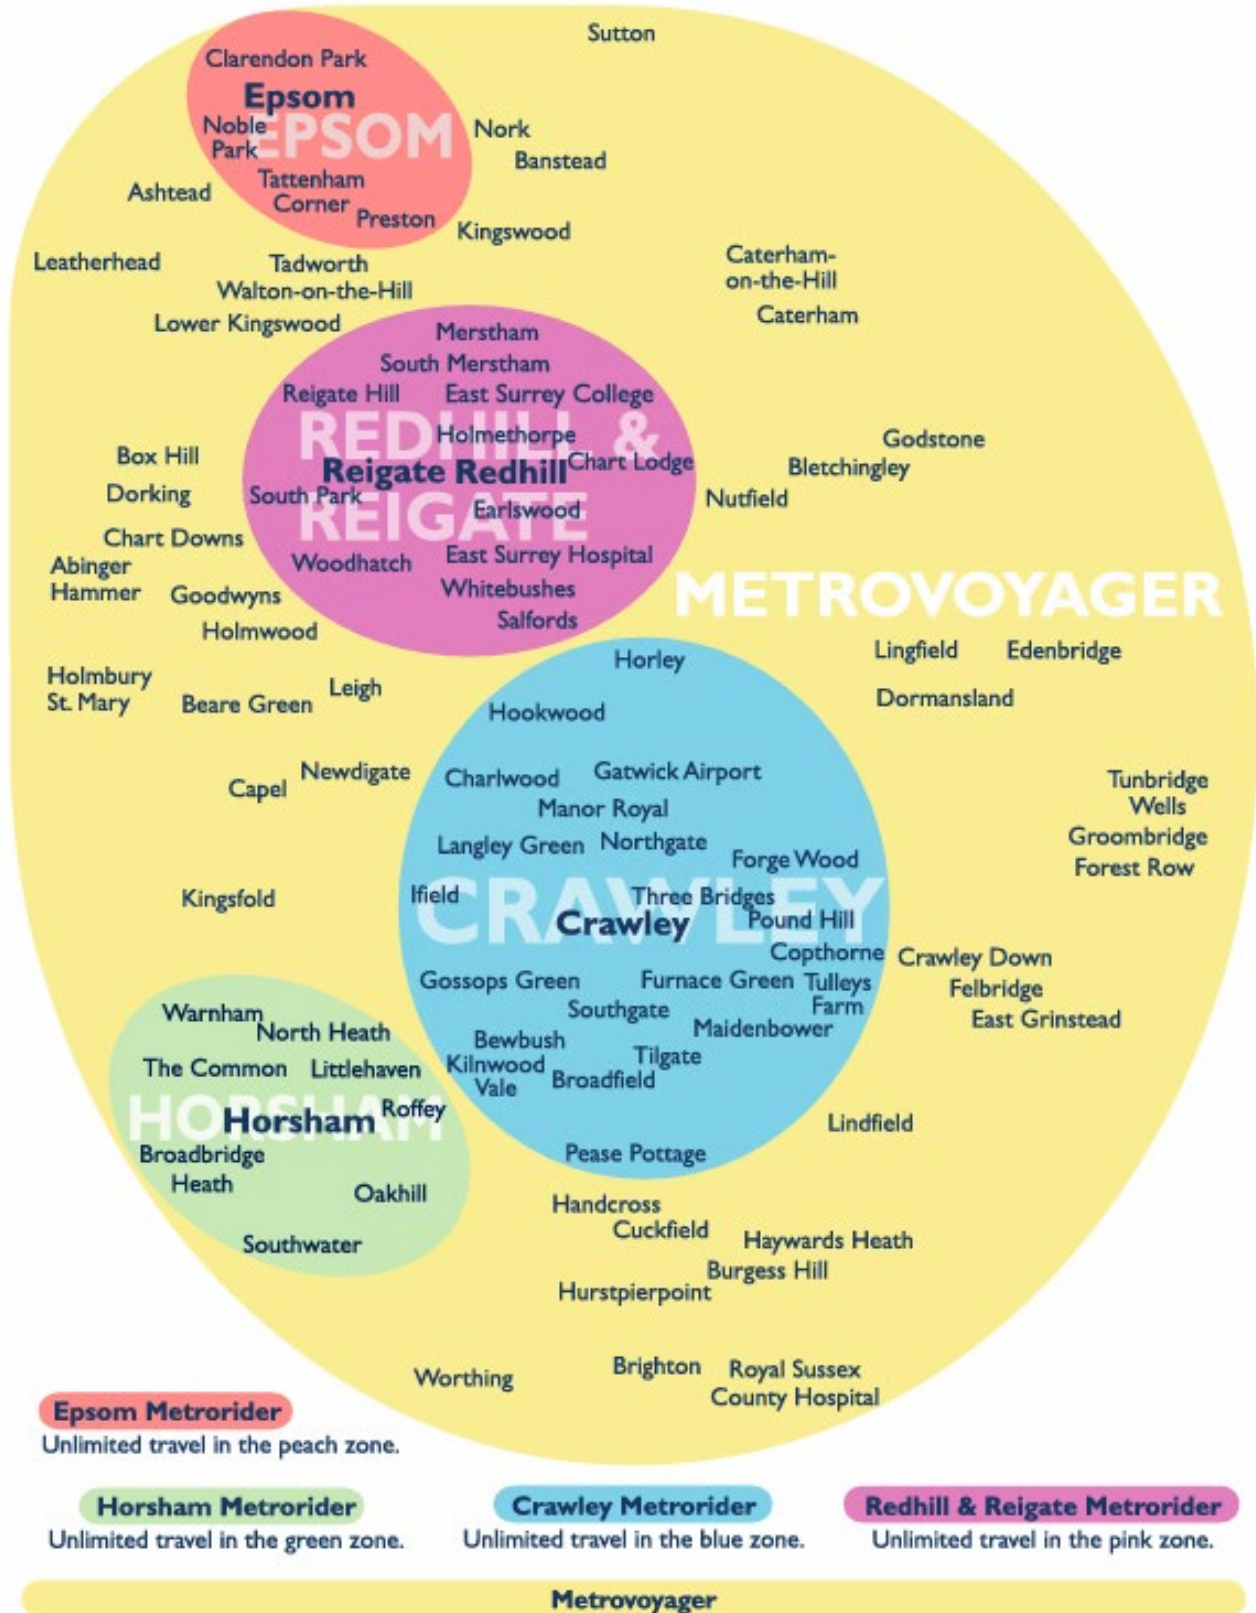 Sutton
Clarendon Park
Epsom
EPSOM
Noble
Park
Nork
Banstead
Tattenham
Corner
Ashtead
Preston
Kingswood
Leatherhead
Tadworth
Walton-on-the-Hill
Caterham-
on-the-Hill
Caterham
Lower Kingswood
Merstham
South Merstham
Reigate Hill
East Surrey College
REDHILL &
REIGATE
Holmethorpe
Reigate Redhill
Chart Lodge
South Park
Earlswood
Woodhatch
East Surrey Hospital
Whitebushes
Salfords
Godstone
Bletchingley
Nutfield
Box Hill
Dorking
Chart Downs
Abinger
Hammer
Goodwyns
Holmwood
METROVOYAGER
Holmbury
St. Mary
Beare Green
Leigh
Newdigate
Capel
Kingsfold
Lingfield
Edenbridge
Dormansland
Tunbridge
Wells
Groombridge
Forest Row
Horley
Hookwood
Charlwood
Gatwick Airport
Manor Royal
Langley Green
Northgate
Forge Wood
Ifield
Three Bridges
CRAWLEY
Crawley
Pound Hill
Copthorne
Gossops Green
Furnace Green
Tulleys
Farm
Southgate
Maidenbower
Bewbush
Tilgate
Kilnwood
Vale
Broadfield
Pease Pottage
Crawley Down
Felbridge
East Grinstead
Lindfield
Warnham
North Heath
The Common
Littlehaven
HORSHAM
Horsham
Roffey
Broadbridge
Heath
Oakhill
Southwater
Handcross
Cuckfield
Haywards Heath
Burgess Hill
Hurstpierpoint
Worthing
Brighton
Royal Sussex
County Hospital
Epsom Metrorider
Unlimited travel in the peach zone.
Horsham Metrorider
Unlimited travel in the green zone.
Crawley Metrorider
Unlimited travel in the blue zone.
Redhill & Reigate Metrorider
Unlimited travel in the pink zone.
Metrovoyager